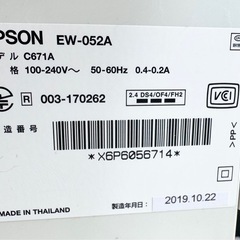 PSON EW-052A
デル C671A
格 100-240V～ 50-60Hz 0.4-0.2A
R 003-170262
2.4 DS4/OF4/FH2
VCI
>PP<
造番号
*X6P6056714*
MADE IN THAILAND
製造年月日： 2019.10.22